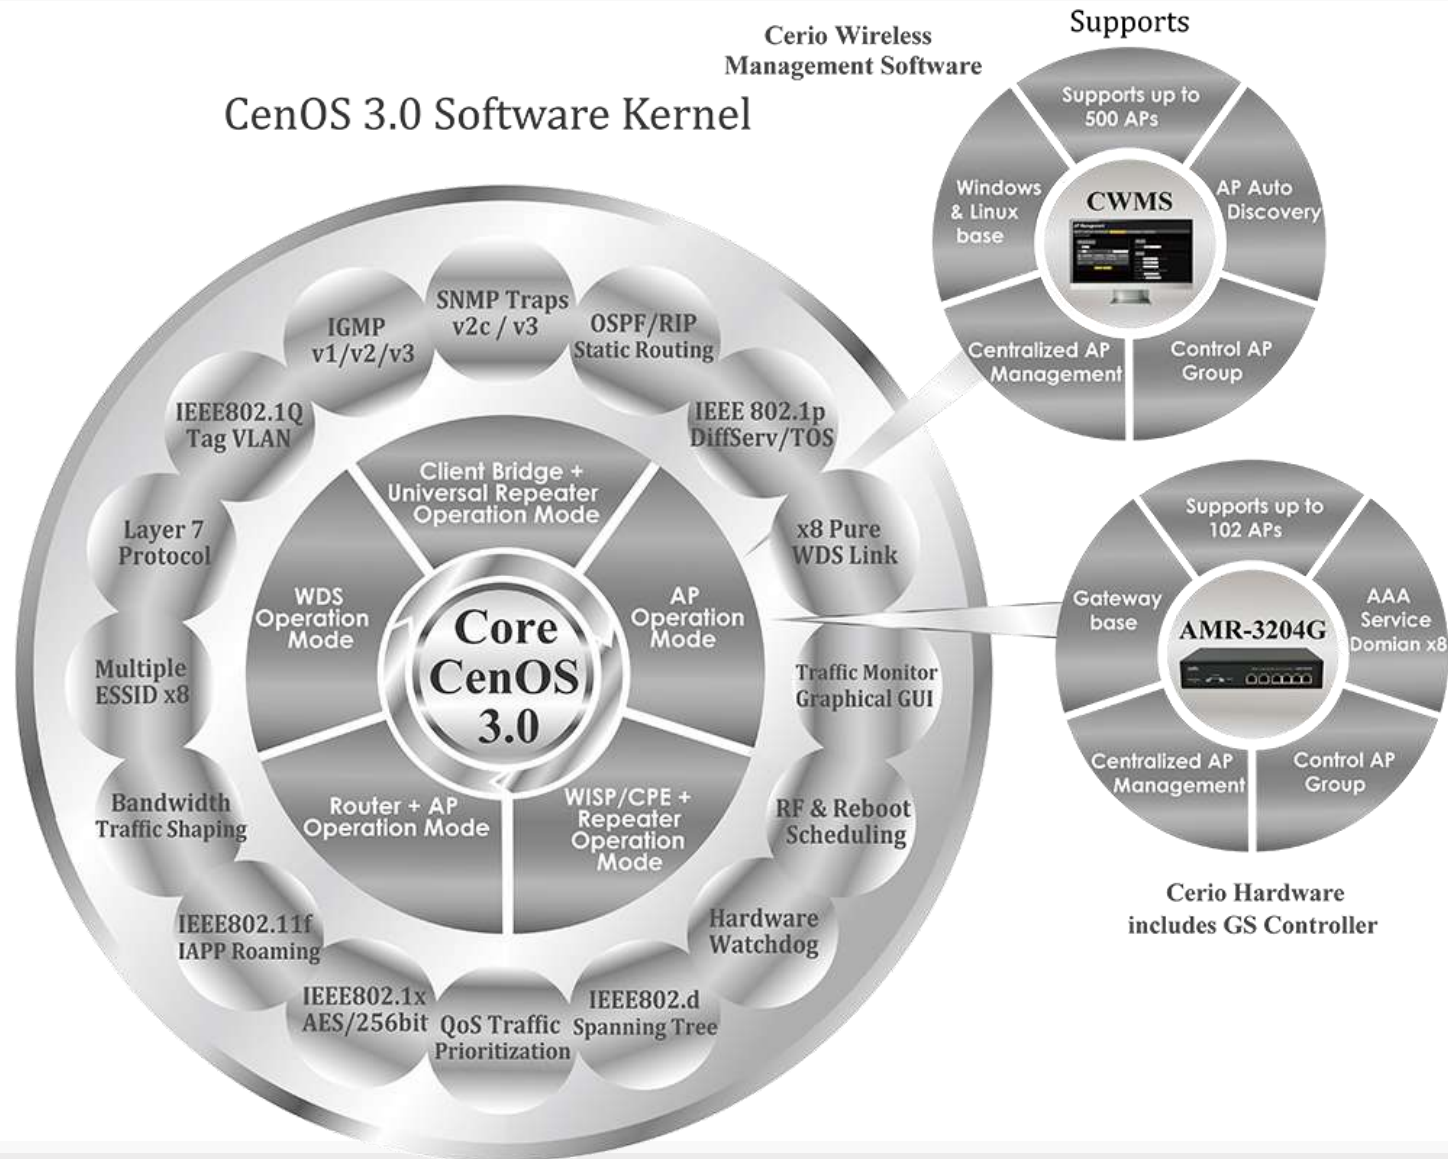 Supports
Cerio Wireless
Management Software
CenOS 3.0 Software Kernel
Supports up to
500 APs
AP Auto
Discovery
Control AP
Group
Centralized AP
Management
Windows
& Linux
base
CWMS
SNMP Traps
v2c / v3
OSPF/RIP
Static Routing
IEEE 802.1p
DiffServ/TOS
x8 Pure
WDS Link
Traffic Monitor
Graphical GUI
RF & Reboot
Scheduling
Hardware
Watchdog
IEEE802.d
Spanning Tree
QoS Traffic
Prioritization
IEEE802.1x
AES/256bit
IEEE802.11f
IAPP Roaming
Bandwidth
Traffic Shaping
Multiple
ESSID x8
Layer 7
Protocol
IEEE802.1Q
Tag VLAN
IGMP
v1/v2/v3
Client Bridge +
Universal Repeater
Operation Mode
AP
Operation
Mode
WISP/CPE +
Repeater
Operation
Mode
Router + AP
Operation Mode
WDS
Operation
Mode
Core
CenOS
3.0
Supports up to
102 APs
AAA
Service
Domian x8
Control AP
Group
Centralized AP
Management
Gateway
base
AMR-3204G
Cerio Hardware
includes GS Controller